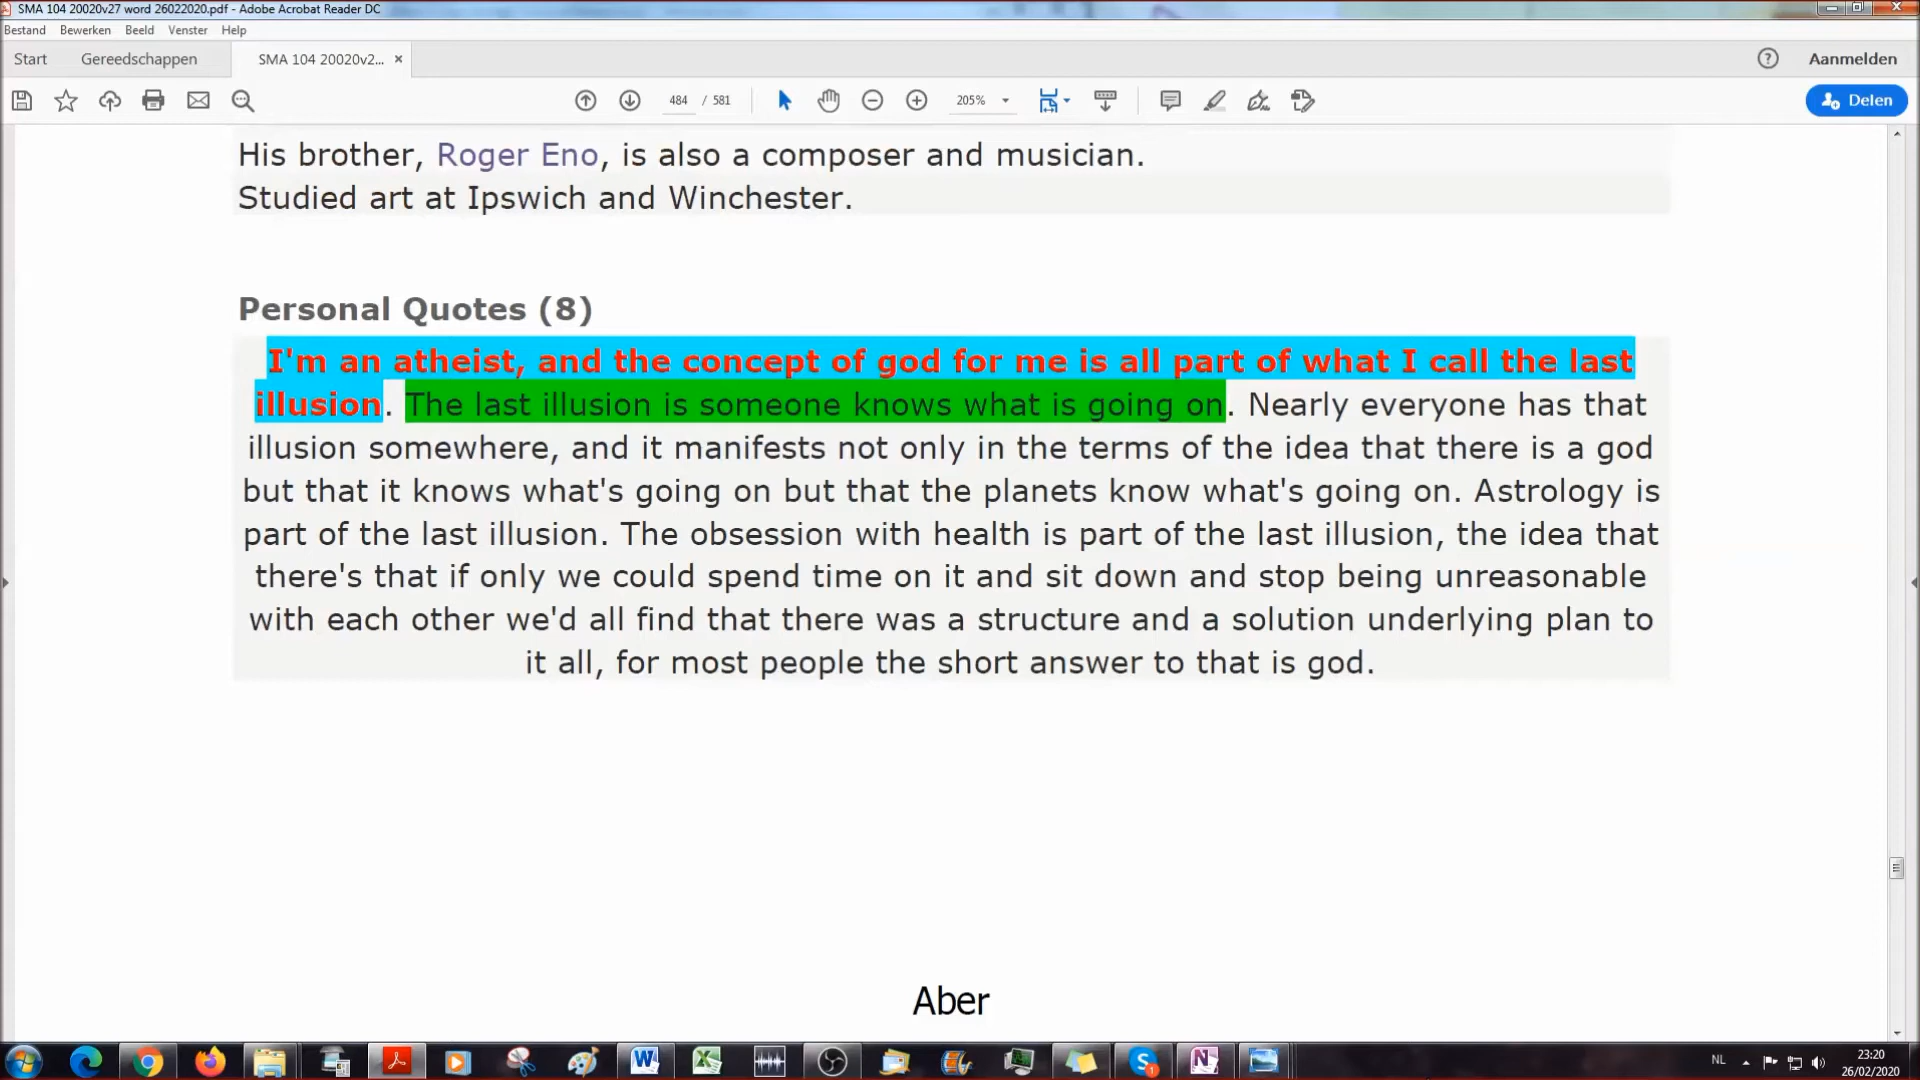 SMA 104 20020v27 word 26022020.pdf - Adobe Acrobat Reader DC
Bestand Bewerken Beeld Venster Help
Start Gereedschappen SMA 104 20020v2... × Aanmelden
484 / 581 205% Delen
His brother, Roger Eno, is also a composer and musician.
Studied art at Ipswich and Winchester.
Personal Quotes (8)
I'm an atheist, and the concept of god for me is all part of what I call the last
illusion. The last illusion is someone knows what is going on. Nearly everyone has that
illusion somewhere, and it manifests not only in the terms of the idea that there is a god
but that it knows what's going on but that the planets know what's going on. Astrology is
part of the last illusion. The obsession with health is part of the last illusion, the idea that
there's that if only we could spend time on it and sit down and stop being unreasonable
with each other we'd all find that there was a structure and a solution underlying plan to
it all, for most people the short answer to that is god.
Aber
NL 23:20
26/02/2020